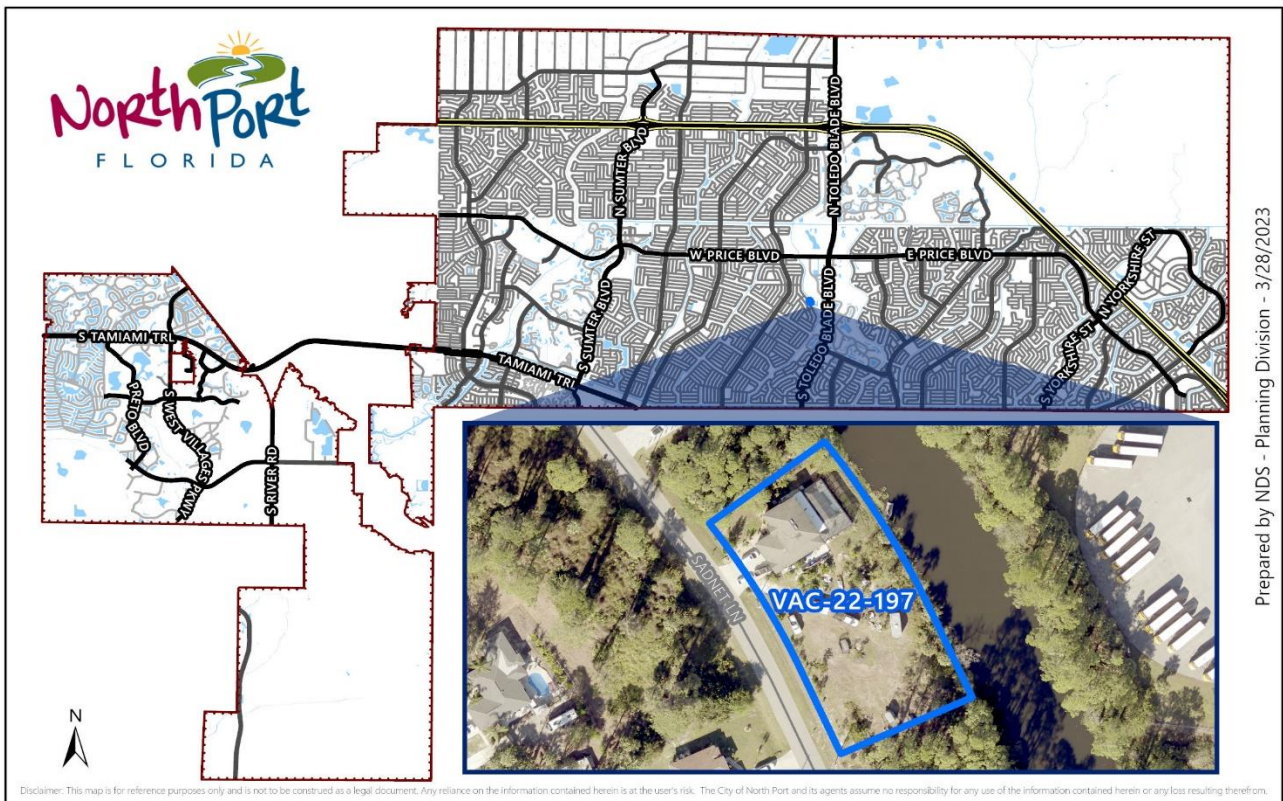 North Port
FLORIDA
N SUMTER BLVD
N TOLEDO BLADE BLVD
W PRICE BLVD
E PRICE BLVD
N YORKSHIRE ST
S YORKSHIRE ST
S SUMTER BLVD
S TOLEDO BLADE BLVD
S TAMIAMI TRL
TAMIAMI TRL
PRETO BLVD
S WEST VILLAGES PKWY
S RIVER RD
SADNET LN
VAC-22-197
N
Prepared by NDS - Planning Division - 3/28/2023
Disclaimer: This map is for reference purposes only and is not to be construed as a legal document. Any reliance on the information contained herein is at the user's risk. The City of North Port and its agents assume no responsibility for any use of the information contained herein or any loss resulting therefrom.